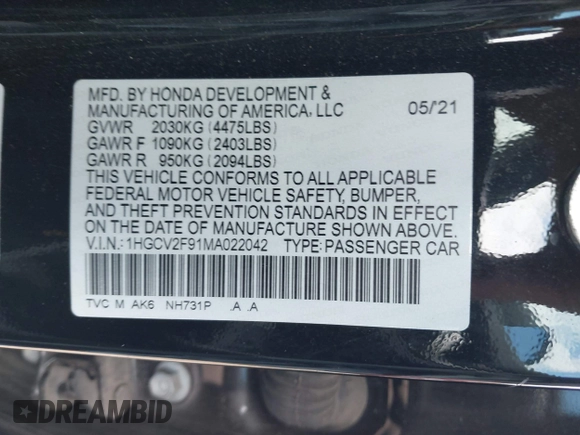 MFD. BY HONDA DEVELOPMENT &
MANUFACTURING OF AMERICA, LLC 05/'21
GVWR 2030KG (4475LBS)
GAWR F 1090KG (2403LBS)
GAWR R 950KG (2094LBS)
THIS VEHICLE CONFORMS TO ALL APPLICABLE
FEDERAL MOTOR VEHICLE SAFETY, BUMPER,
AND THEFT PREVENTION STANDARDS IN EFFECT
ON THE DATE OF MANUFACTURE SHOWN ABOVE.
V.I.N.:1HGCV2F91MA022042 TYPE:PASSENGER CAR
TVC M AK6 NH731P .A .A
DREAMBID